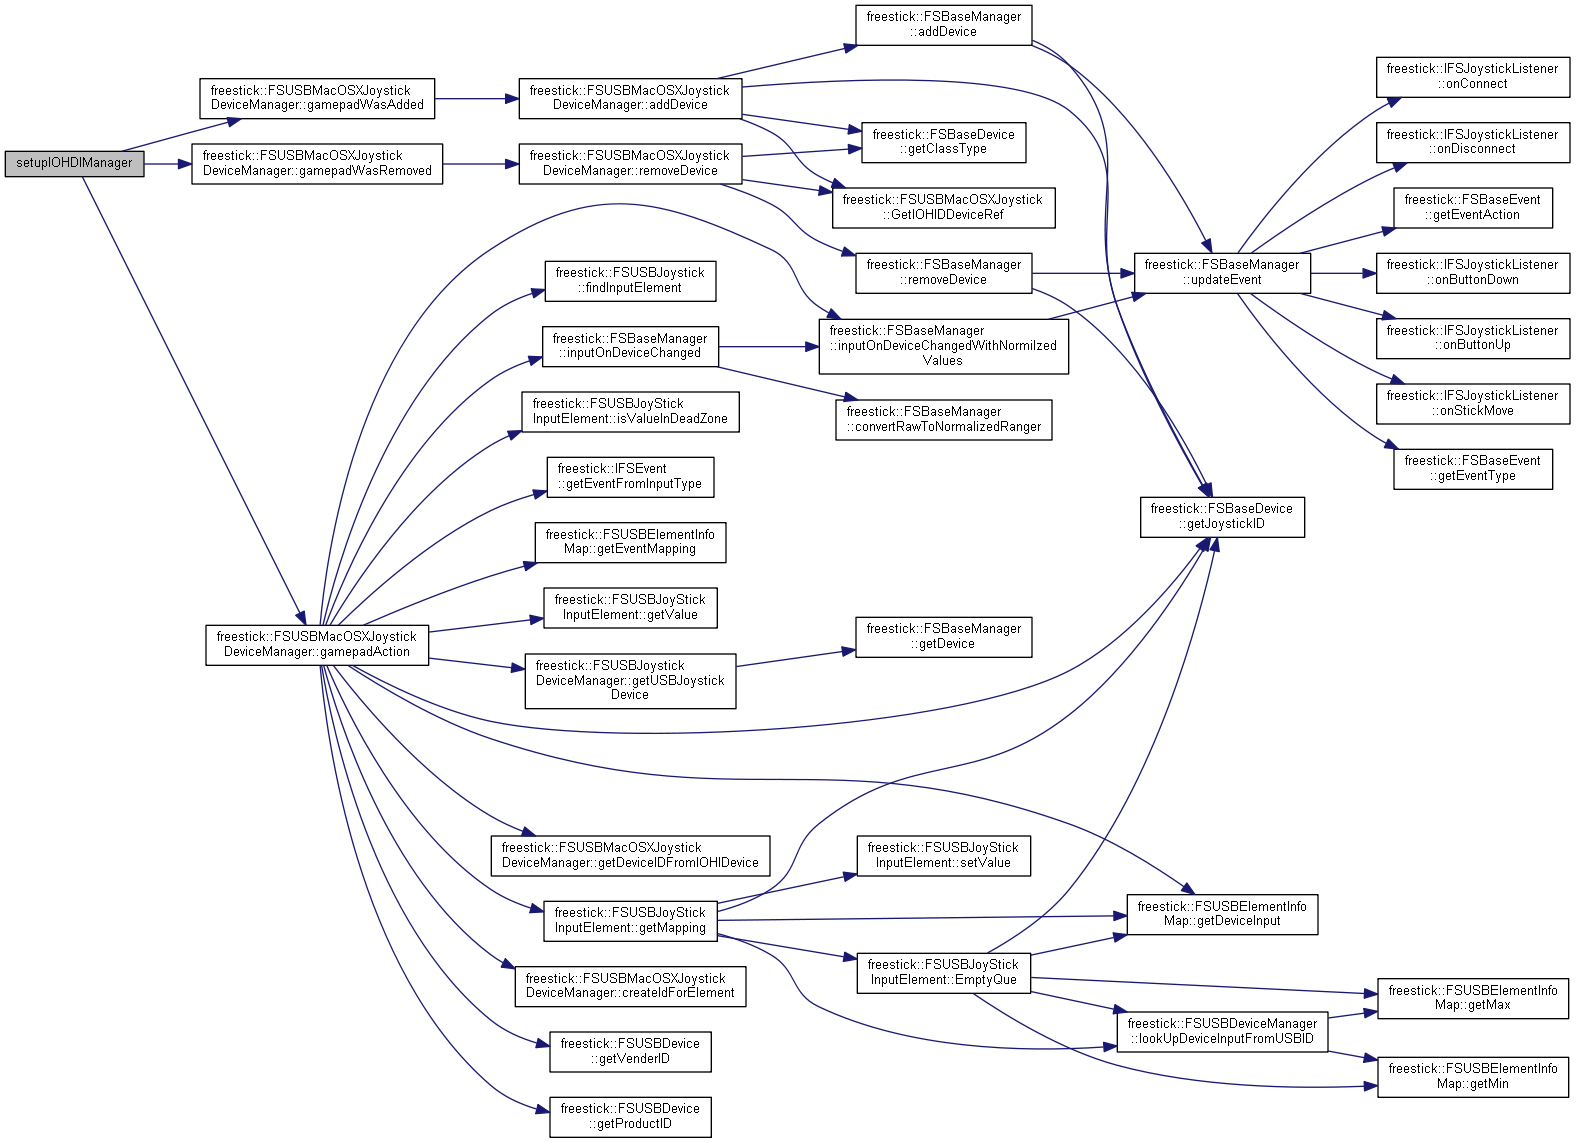 setupIOHDIManager
freestick::FSUSBMacOSXJoystick
DeviceManager::gamepadWasAdded
freestick::FSUSBMacOSXJoystick
DeviceManager::gamepadWasRemoved
freestick::FSUSBMacOSXJoystick
DeviceManager::gamepadAction
freestick::FSUSBMacOSXJoystick
DeviceManager::addDevice
freestick::FSUSBMacOSXJoystick
DeviceManager::removeDevice
freestick::FSUSBJoystick
::findInputElement
freestick::FSBaseManager
::inputOnDeviceChanged
freestick::FSUSBJoyStick
InputElement::isValueInDeadZone
freestick::IFSEvent
::getEventFromInputType
freestick::FSUSBElementInfo
Map::getEventMapping
freestick::FSUSBJoyStick
InputElement::getValue
freestick::FSUSBJoystick
DeviceManager::getUSBJoystick
Device
freestick::FSUSBMacOSXJoystick
DeviceManager::getDeviceIDFromIOHIDevice
freestick::FSUSBJoyStick
InputElement::getMapping
freestick::FSUSBMacOSXJoystick
DeviceManager::createIdForElement
freestick::FSUSBDevice
::getVenderID
freestick::FSUSBDevice
::getProductID
freestick::FSBaseManager
::addDevice
freestick::FSBaseDevice
::getClassType
freestick::FSUSBMacOSXJoystick
::GetIOHIDDeviceRef
freestick::FSBaseManager
::removeDevice
freestick::FSBaseManager
::inputOnDeviceChangedWithNormilzed
Values
freestick::FSBaseManager
::convertRawToNormalizedRanger
freestick::FSBaseManager
::getDevice
freestick::FSUSBJoyStick
InputElement::setValue
freestick::FSUSBJoyStick
InputElement::EmptyQue
freestick::FSBaseManager
::updateEvent
freestick::FSBaseDevice
::getJoystickID
freestick::FSUSBElementInfo
Map::getDeviceInput
freestick::FSUSBDeviceManager
::lookUpDeviceInputFromUSBID
freestick::IFSJoystickListener
::onConnect
freestick::IFSJoystickListener
::onDisconnect
freestick::FSBaseEvent
::getEventAction
freestick::IFSJoystickListener
::onButtonDown
freestick::IFSJoystickListener
::onButtonUp
freestick::IFSJoystickListener
::onStickMove
freestick::FSBaseEvent
::getEventType
freestick::FSUSBElementInfo
Map::getMax
freestick::FSUSBElementInfo
Map::getMin